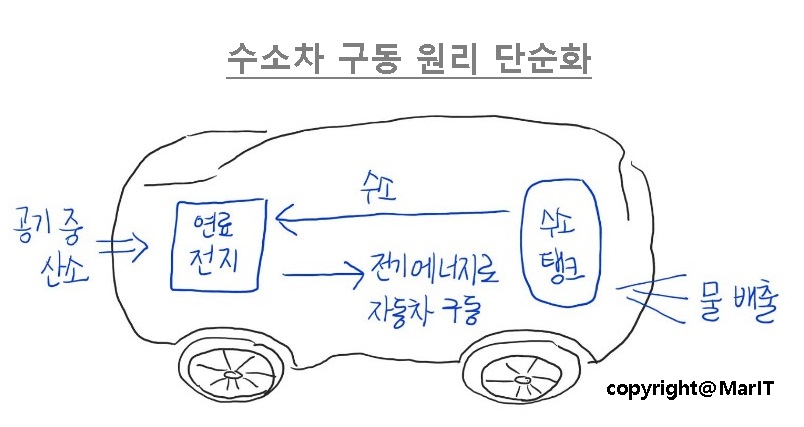 수소차 구동 원리 단순화
수소
공기 중
산소
연료
전지
수소
탱크
전기에너지로
자동차 구동
물 배출
copyright@MarIT